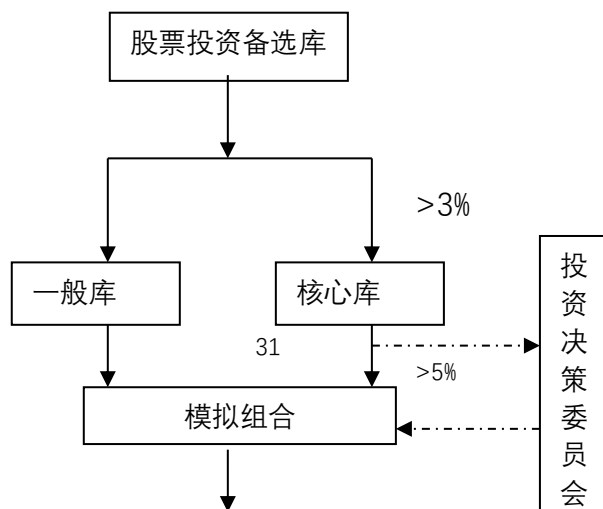 股票投资备选库
>3%
一般库
核心库
31
>5%
模拟组合
投
资
决
策
委
员
会